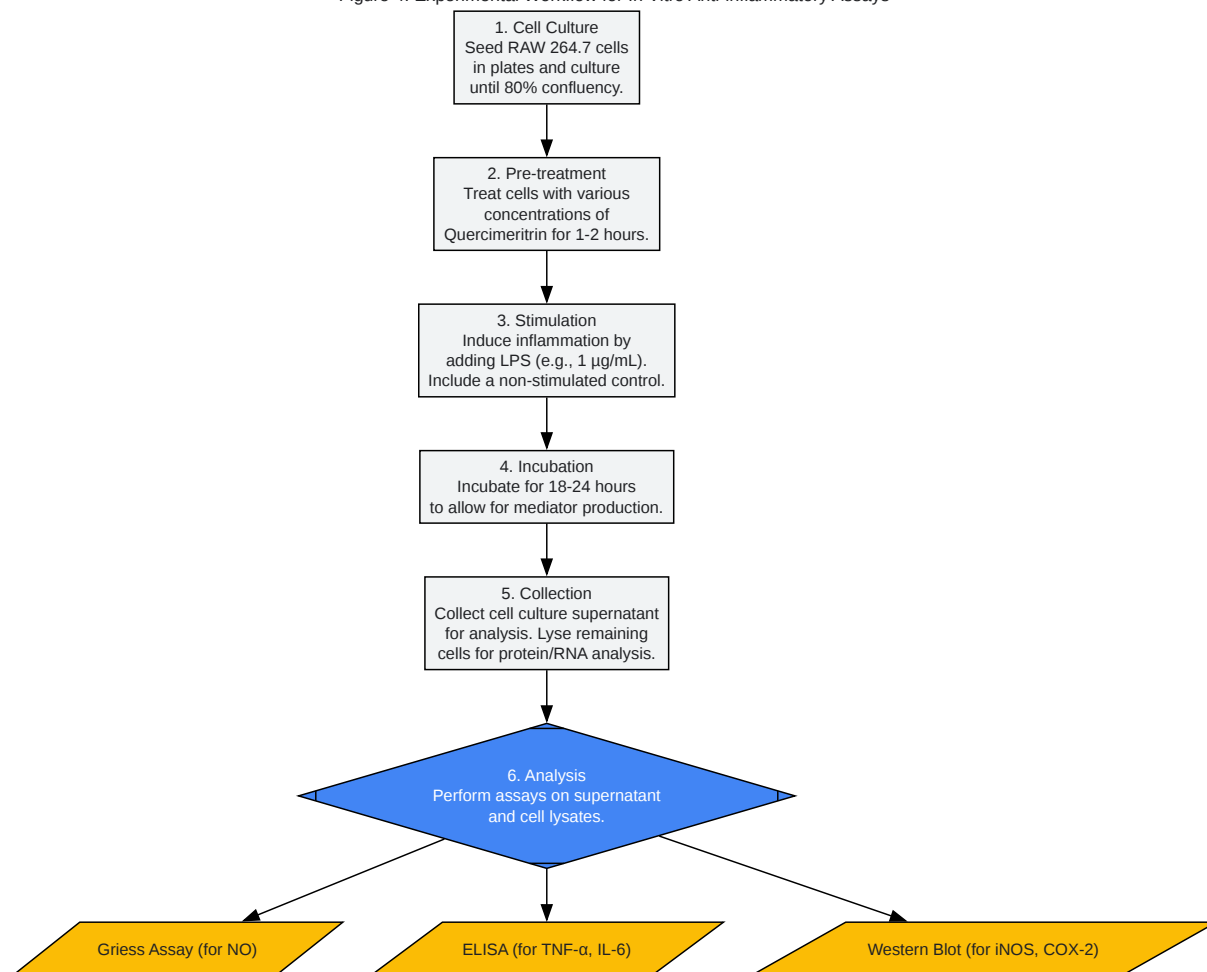 1. Cell Culture
Seed RAW 264.7 cells
in plates and culture
until 80% confluency.
2. Pre-treatment
Treat cells with various
concentrations of
Quercimeritrin for 1-2 hours.
3. Stimulation
Induce inflammation by
adding LPS (e.g., 1 µg/mL).
Include a non-stimulated control.
4. Incubation
Incubate for 18-24 hours
to allow for mediator production.
5. Collection
Collect cell culture supernatant
for analysis. Lyse remaining
cells for protein/RNA analysis.
6. Analysis
Perform assays on supernatant
and cell lysates.
Griess Assay (for NO)
ELISA (for TNF-α, IL-6)
Western Blot (for iNOS, COX-2)